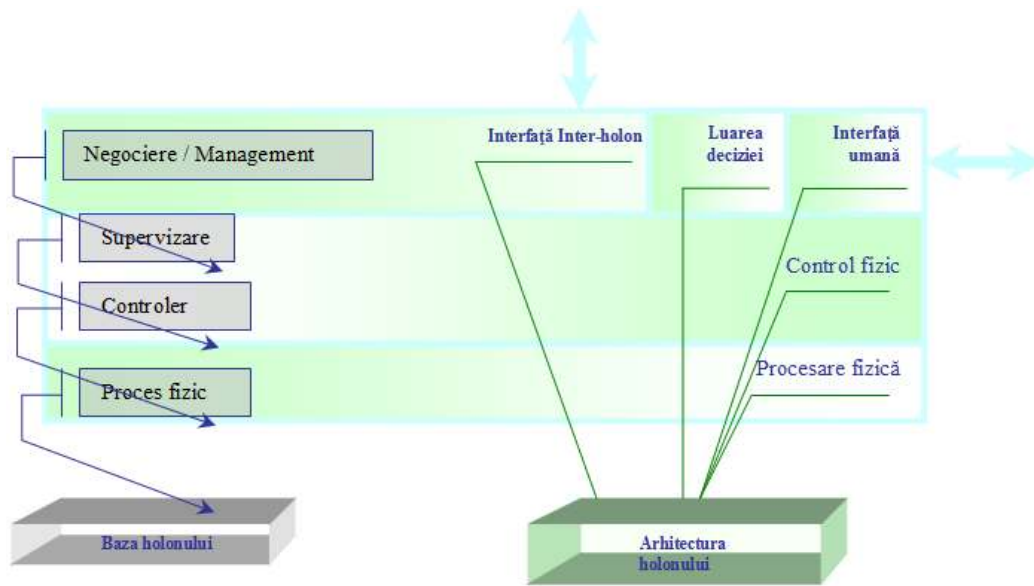 Negociere / Management
Interfață Inter-holon
Luarea
deciziei
Interfață
umană
Supervizare
Control fizic
Controler
Procesare fizică
Proces fizic
Baza holonului
Arhitectura
holonului